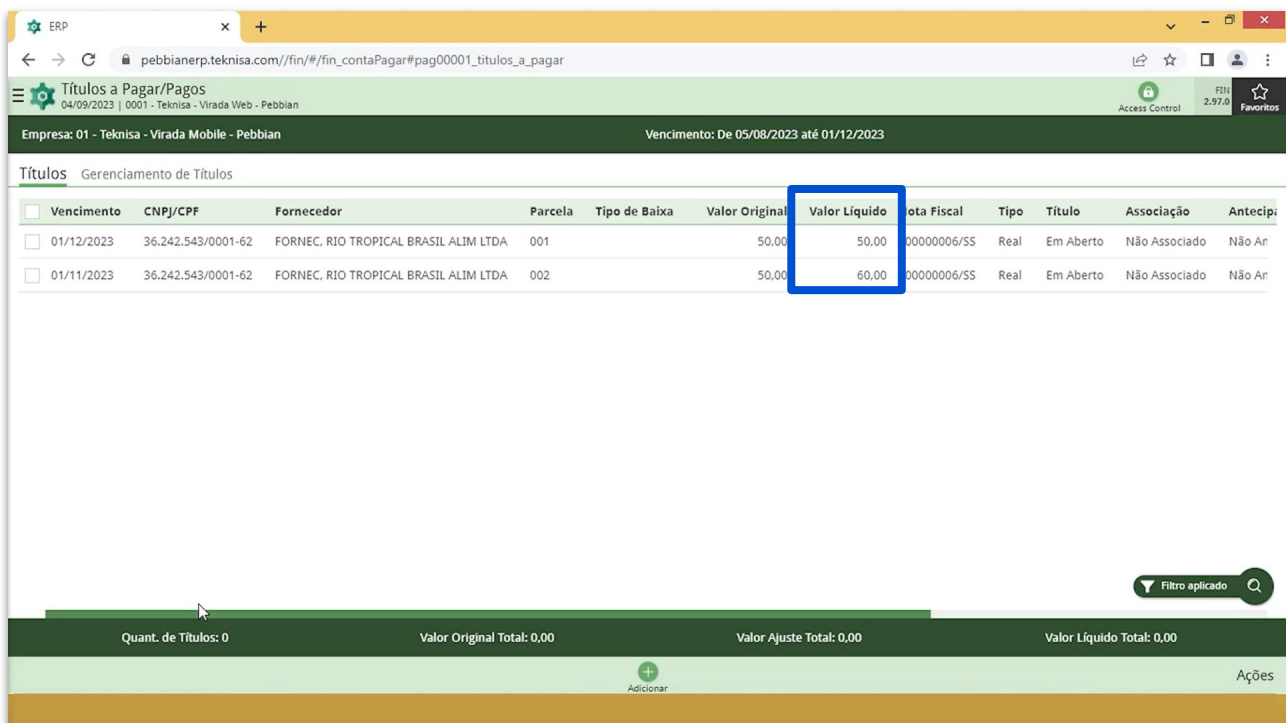 ERP
pebbianerp.teknisa.com//fin/#/fin_contaPagar#pag00001_titulos_a_pagar
Títulos a Pagar/Pagos
04/09/2023 | 0001 - Teknisa - Virada Web - Pebbian
Access Control
FIN
2.97.0
Favoritos
Empresa: 01 - Teknisa - Virada Mobile - Pebbian Vencimento: De 05/08/2023 até 01/12/2023
Títulos Gerenciamento de Títulos
Vencimento CNPJ/CPF Fornecedor Parcela Tipo de Baixa Valor Original Valor Líquido ota Fiscal Tipo Título Associação Antecipa
01/12/2023 36.242.543/0001-62 FORNEC, RIO TROPICAL BRASIL ALIM LTDA 001 50,00 50,00 00000006/SS Real Em Aberto Não Associado Não An
01/11/2023 36.242.543/0001-62 FORNEC, RIO TROPICAL BRASIL ALIM LTDA 002 50,00 60,00 00000006/SS Real Em Aberto Não Associado Não An
Filtro aplicado
Quant. de Títulos: 0 Valor Original Total: 0,00 Valor Ajuste Total: 0,00 Valor Líquido Total: 0,00
Adicionar
Ações